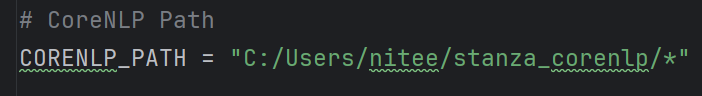 # CoreNLP Path
CORENLP_PATH = "C:/Users/nitee/stanza_corenlp/*"